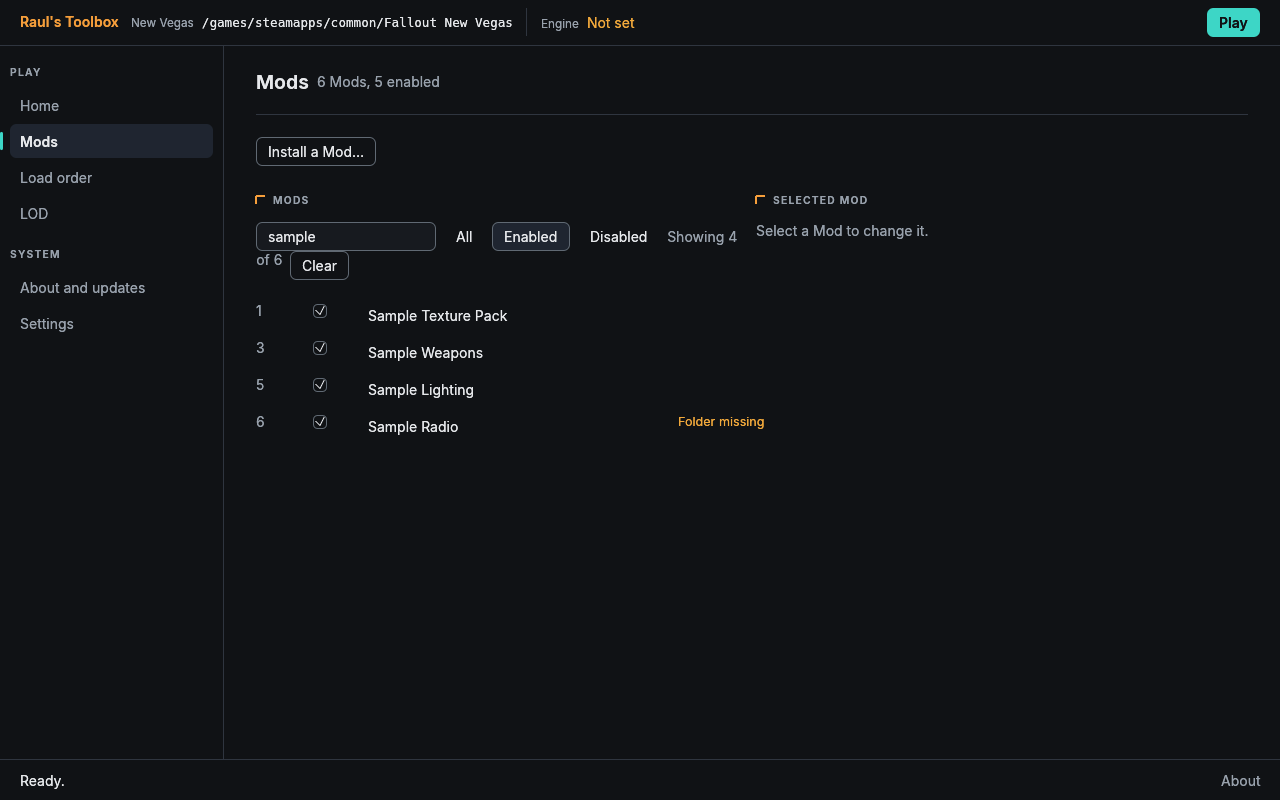 Raul's Toolbox New Vegas /games/steamapps/common/Fallout New Vegas Engine Not set Play
PLAY
Home
Mods
Load order
LOD
SYSTEM
About and updates
Settings
Mods 6 Mods, 5 enabled
Install a Mod...
MODS
sample All Enabled Disabled Showing 4
of 6 Clear
1 Sample Texture Pack
3 Sample Weapons
5 Sample Lighting
6 Sample Radio Folder missing
SELECTED MOD
Select a Mod to change it.
Ready. About